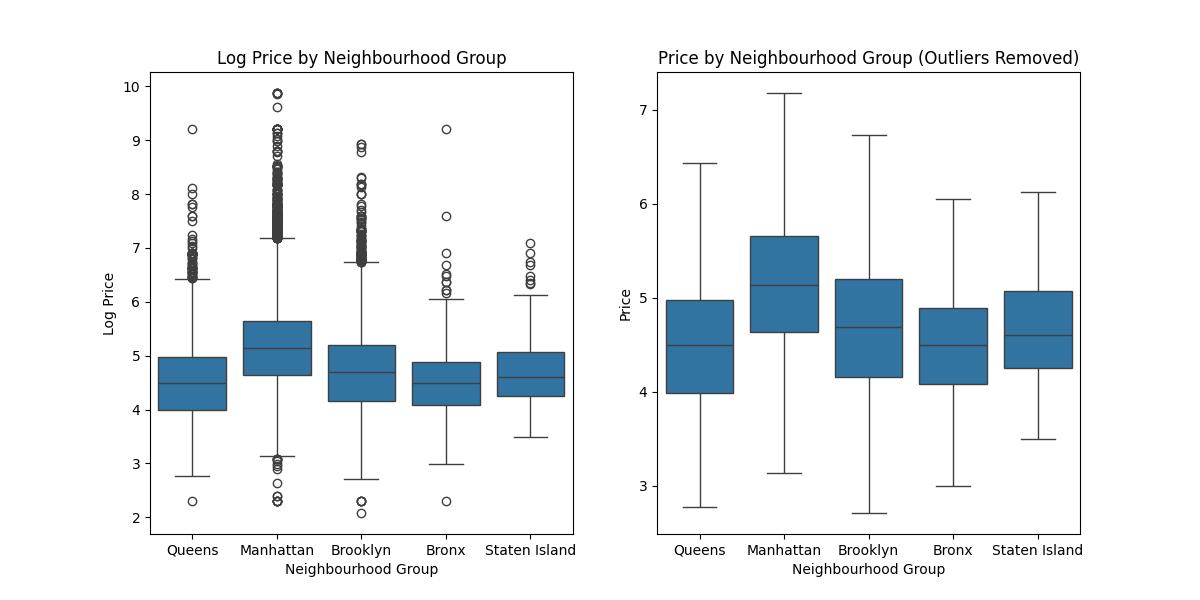 Log Price by Neighbourhood Group
Log Price
10
9
8
7
6
5
4
3
2
Queens Manhattan Brooklyn Bronx Staten Island
Neighbourhood Group
Price by Neighbourhood Group (Outliers Removed)
Price
7
6
5
4
3
Queens Manhattan Brooklyn Bronx Staten Island
Neighbourhood Group